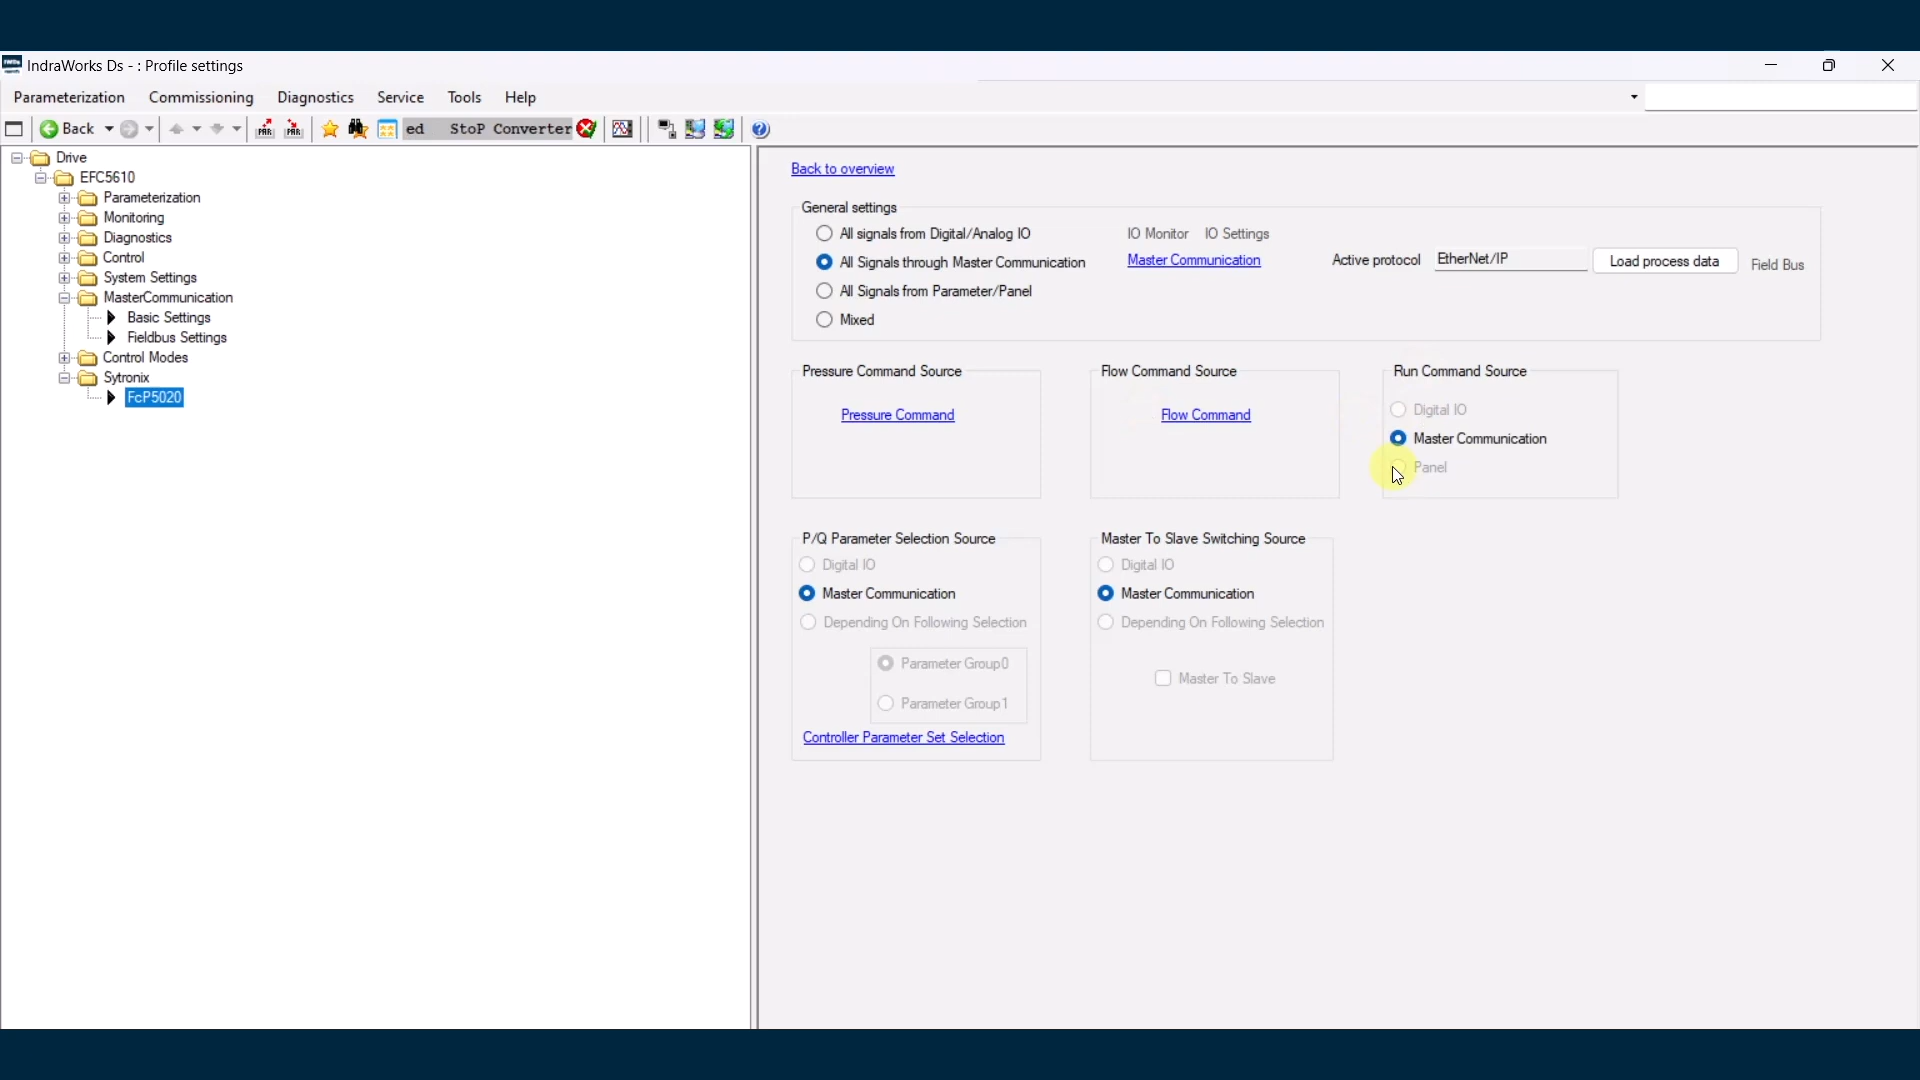 IndraWorks Ds - : Profile settings
Parameterization Commissioning Diagnostics Service Tools Help
Back PAR PAR ed StoP Converter
Drive
EFC5610
Parameterization
Monitoring
Diagnostics
Control
System Settings
MasterCommunication
Basic Settings
Fieldbus Settings
Control Modes
Sytronix
FcP5020
Back to overview
General settings
All signals from Digital/Analog IO IO Monitor IO Settings
All Signals through Master Communication Master Communication Active protocol EtherNet/IP Load process data Field Bus
All Signals from Parameter/Panel
Mixed
Pressure Command Source
Pressure Command
Flow Command Source
Flow Command
Run Command Source
Digital IO
Master Communication
Panel
P/Q Parameter Selection Source
Digital IO
Master Communication
Depending On Following Selection
Parameter Group0
Parameter Group1
Controller Parameter Set Selection
Master To Slave Switching Source
Digital IO
Master Communication
Depending On Following Selection
Master To Slave